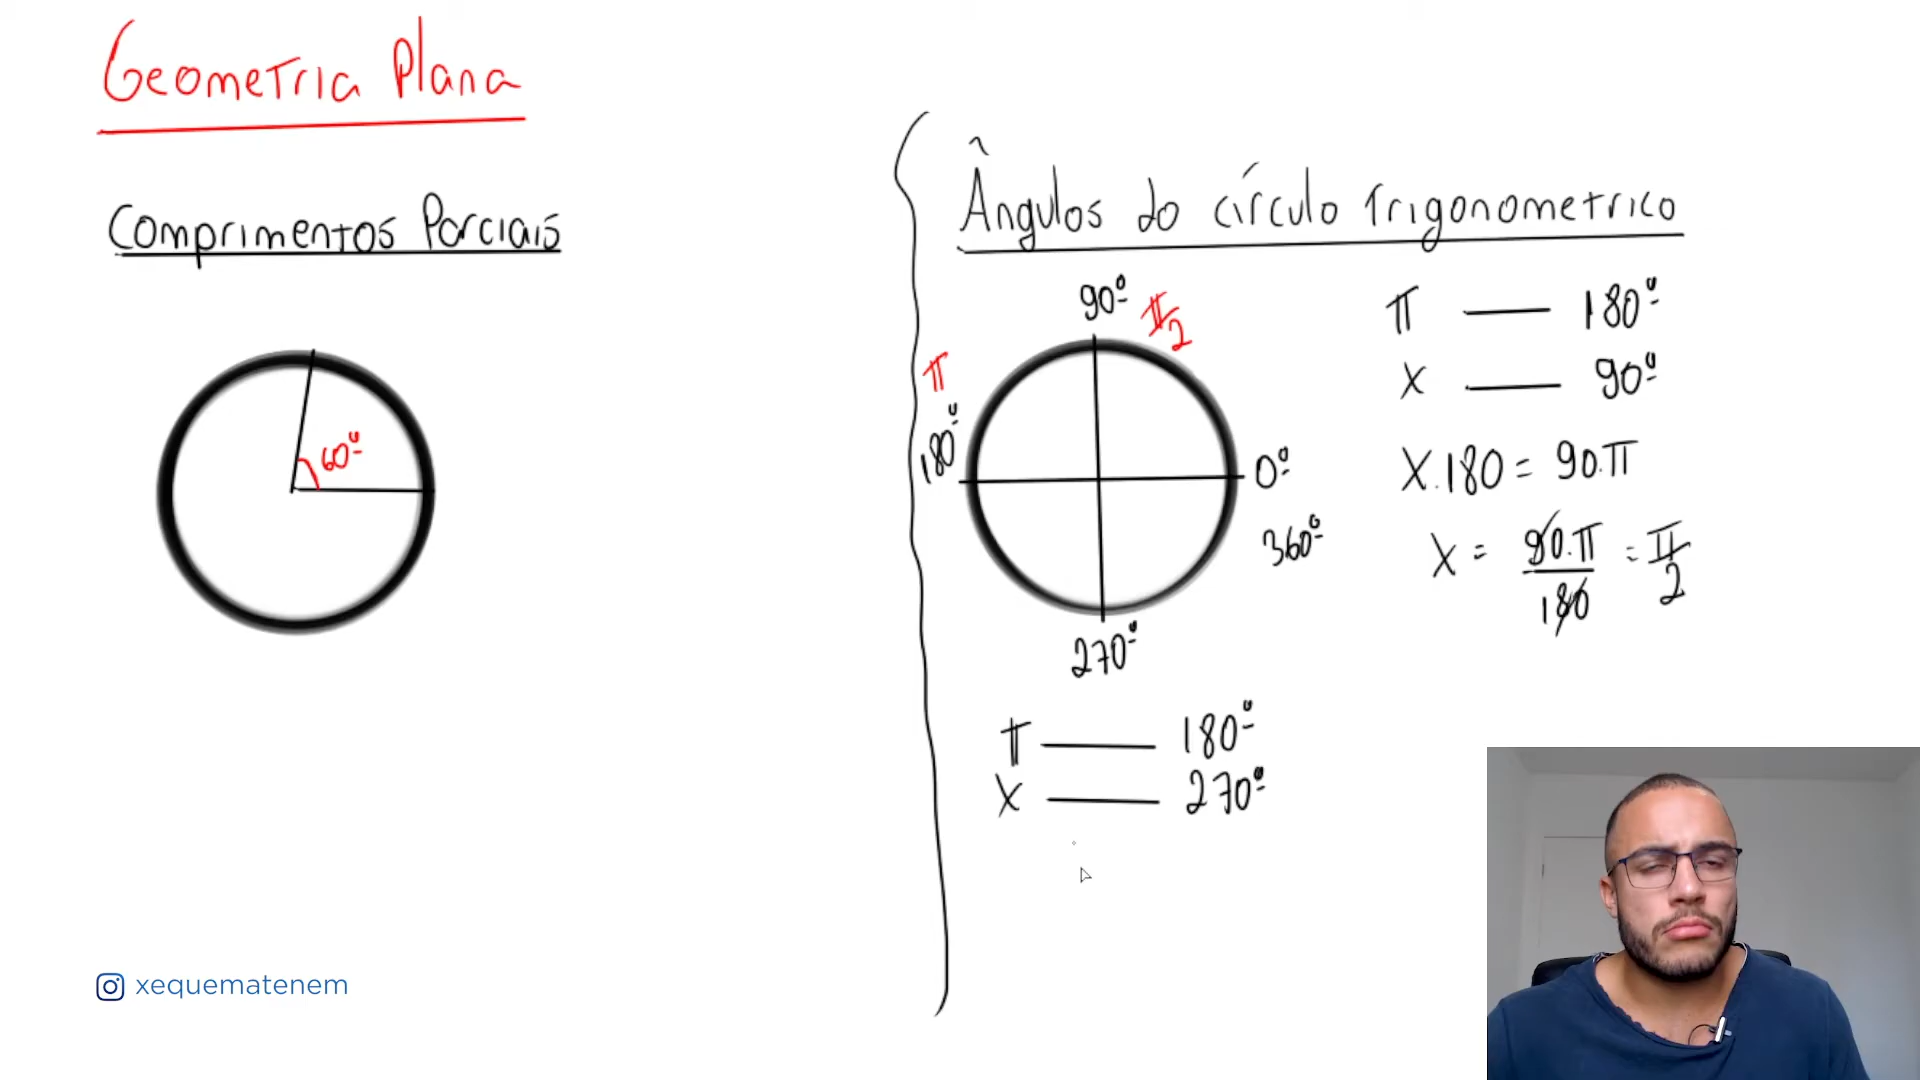 Geometria Plana
Comprimentos Parciais
60º
xequematenem
Ângulos do círculo Trigonometrico
90º
π/2
π
180º
0º
360º
270º
π — 180º
x — 90º
x.180 = 90.π
x = 90.π/180 = π/2
π — 180º
x — 270º